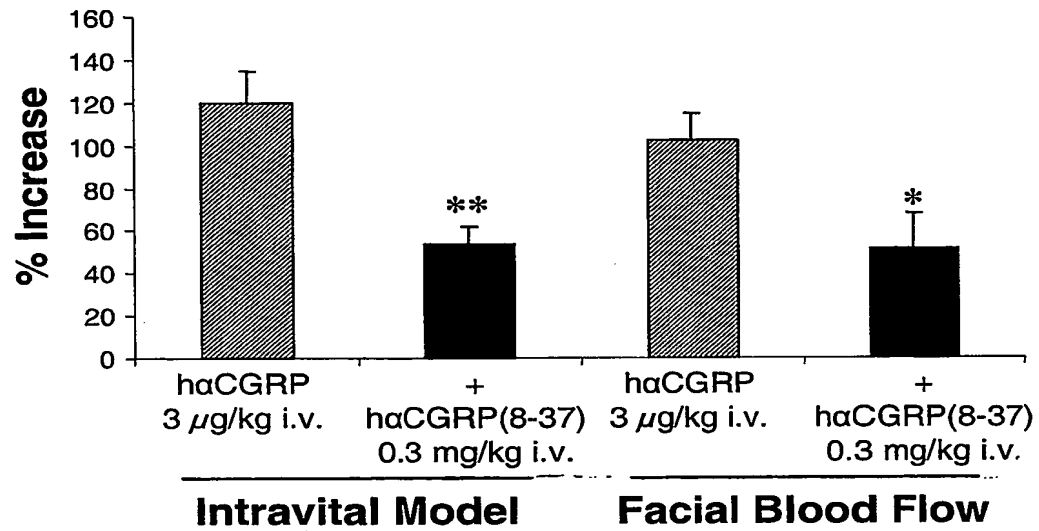 160
140
120
100
80
60
40
20
0
% Increase
**
*
hαCGRP
3 µg/kg i.v.
+
hαCGRP(8-37)
0.3 mg/kg i.v.
hαCGRP
3 µg/kg i.v.
+
hαCGRP(8-37)
0.3 mg/kg i.v.
Intravital Model
Facial Blood Flow